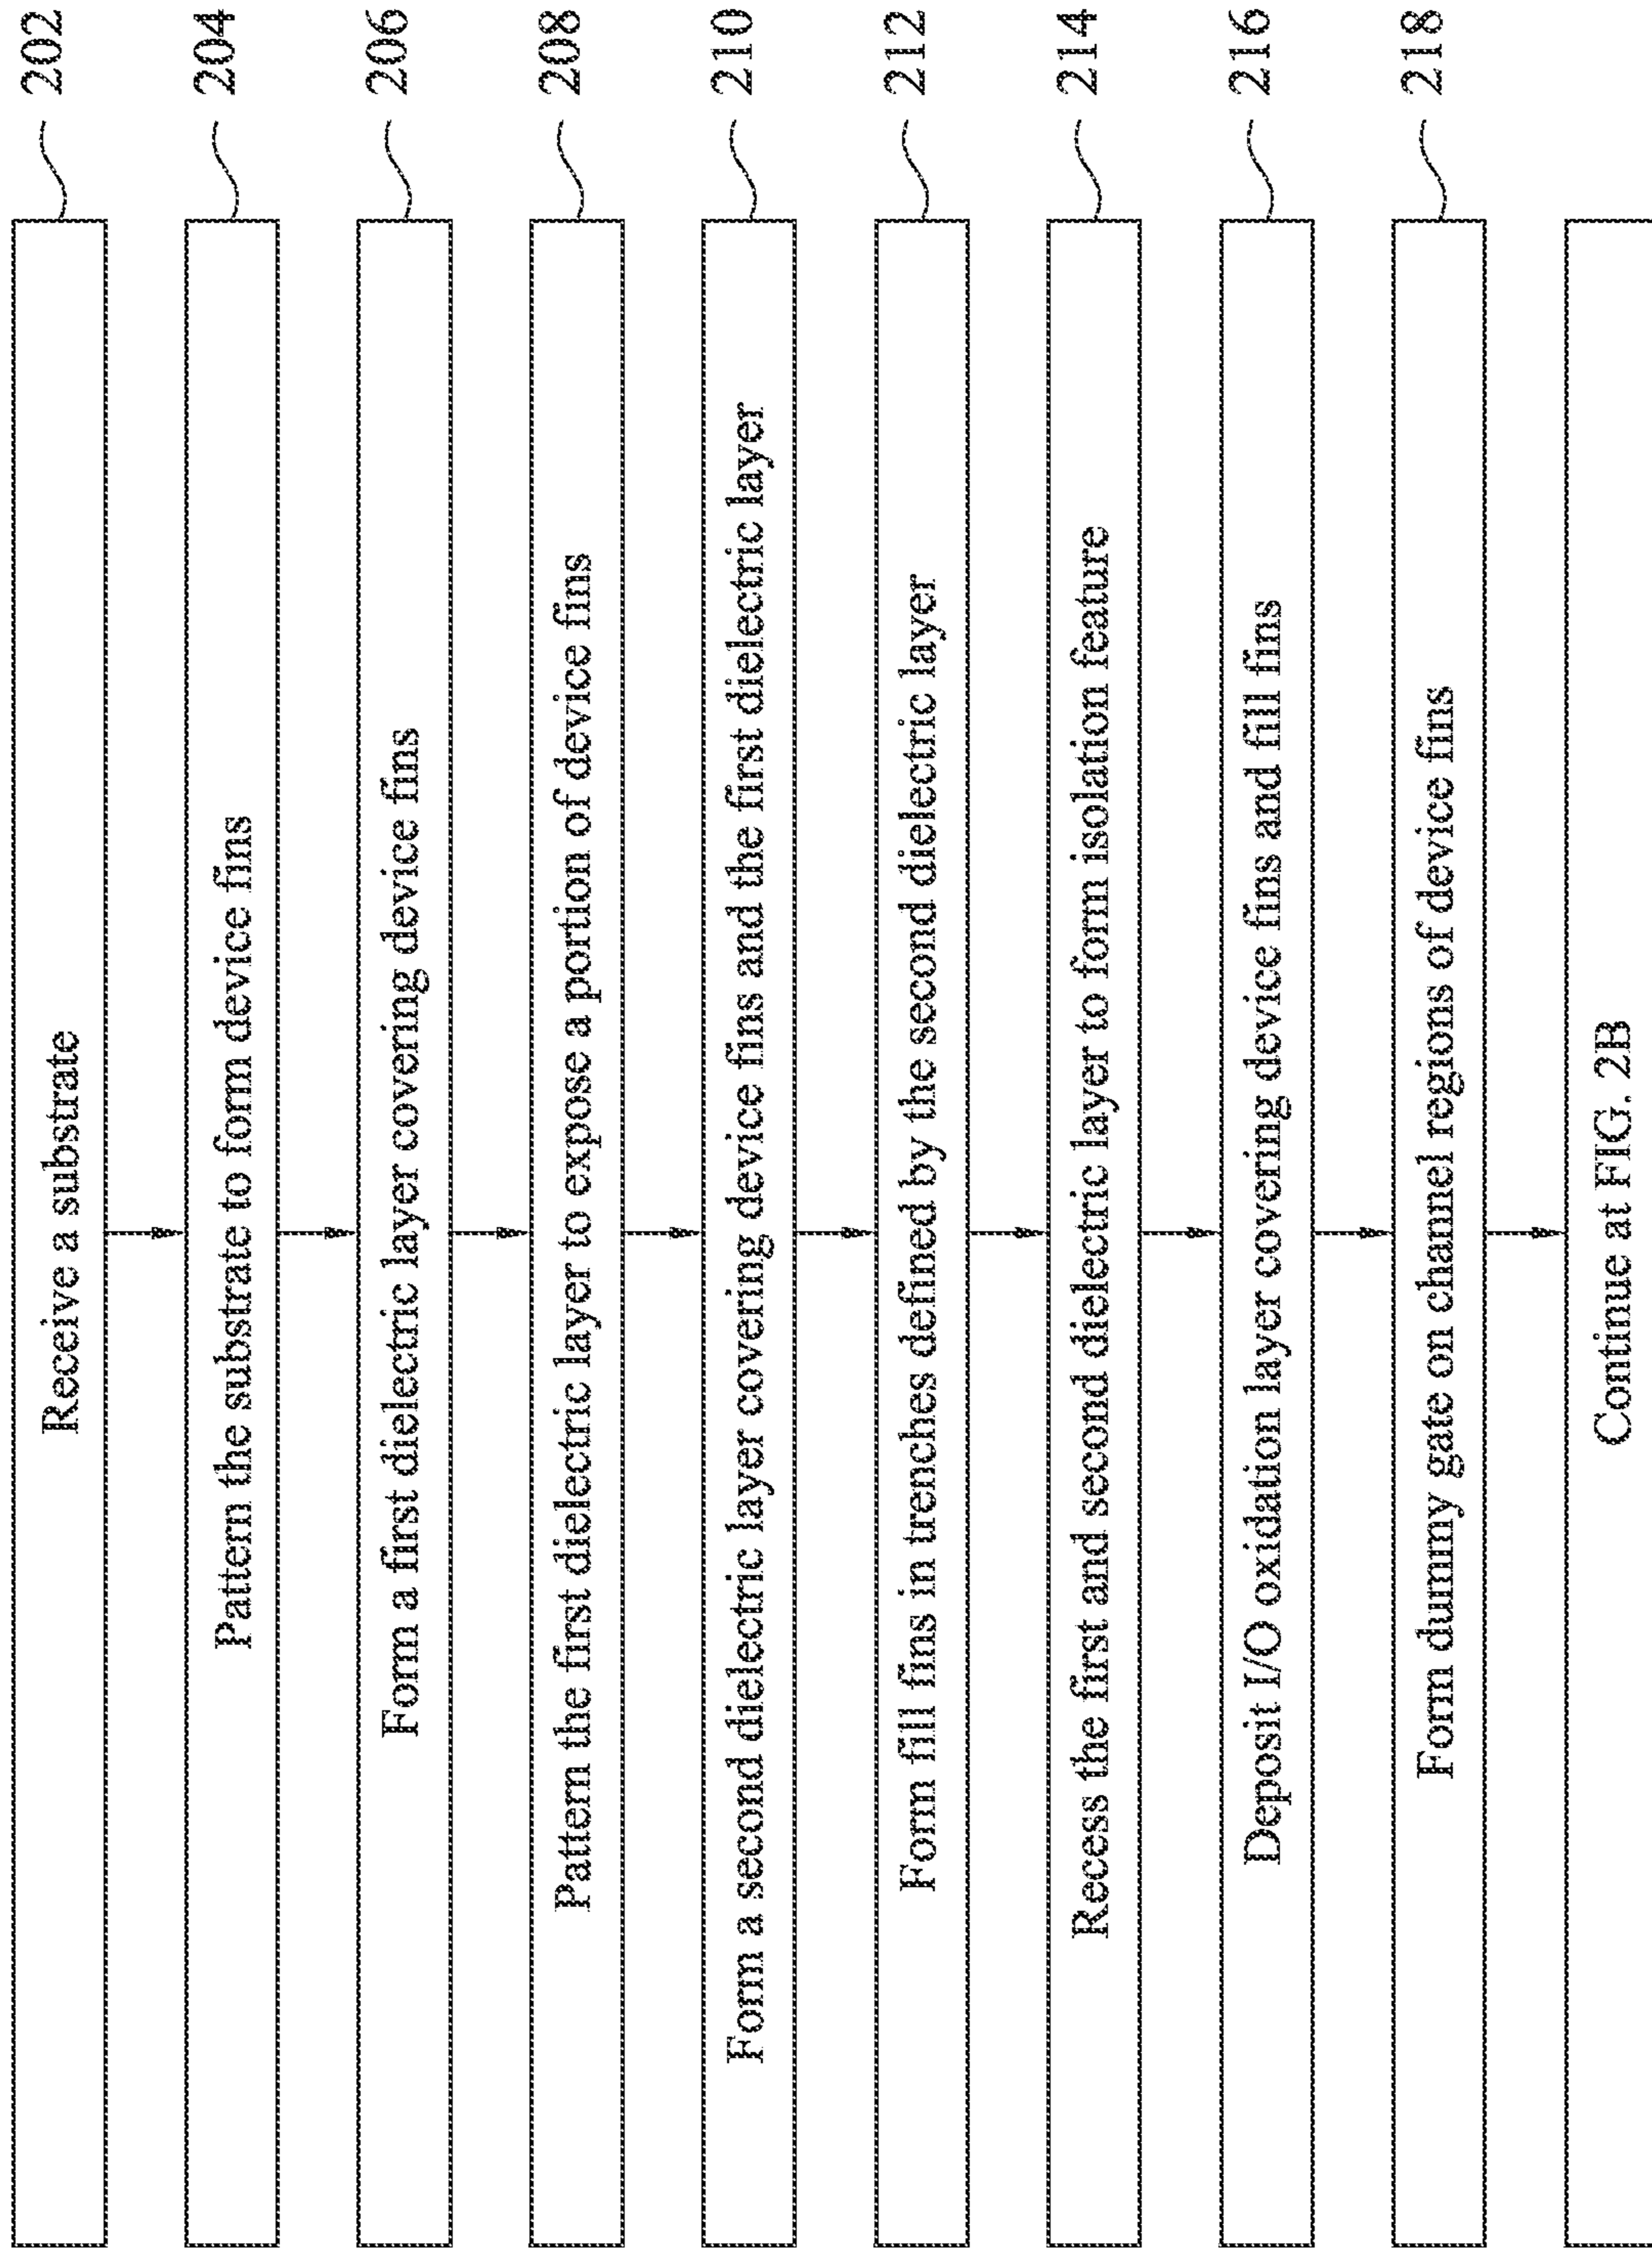 Receive a substrate 202
Pattern the substrate to form device fins 204
Form a first dielectric layer covering device fins 206
Pattern the first dielectric layer to expose a portion of device fins 208
Form a second dielectric layer covering device fins and the first dielectric layer 210
Form fill fins in trenches defined by the second dielectric layer 212
Recess the first and second dielectric layer to form isolation feature 214
Deposit I/O oxidation layer covering device fins and fill fins 216
Form dummy gate on channel regions of device fins 218
Continue at FIG. 2B